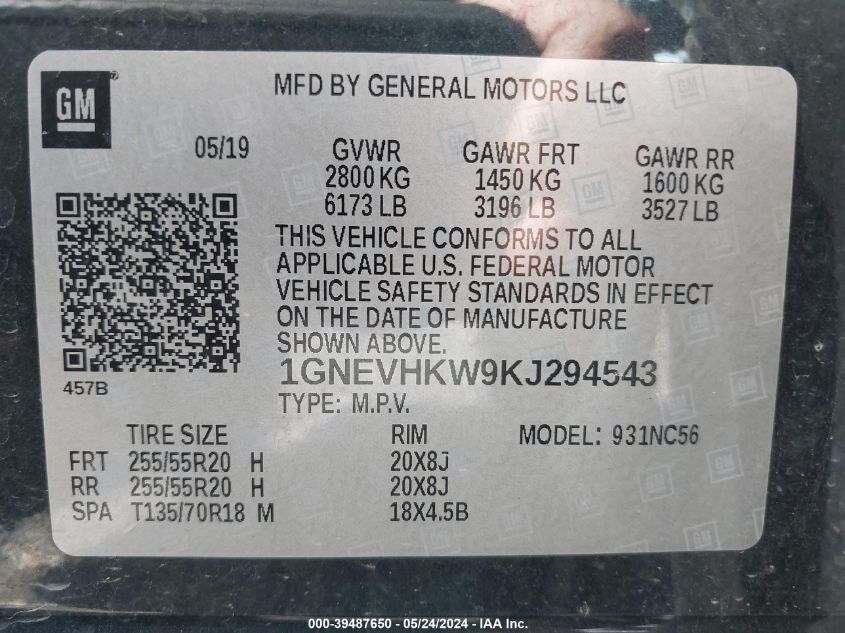 GM
MFD BY GENERAL MOTORS LLC
05/19
GVWR GAWR FRT GAWR RR
2800 KG 1450 KG 1600 KG
6173 LB 3196 LB 3527 LB
THIS VEHICLE CONFORMS TO ALL
APPLICABLE U.S. FEDERAL MOTOR
VEHICLE SAFETY STANDARDS IN EFFECT
ON THE DATE OF MANUFACTURE
SHOWN ABOVE.
1GNEVHKW9KJ294543
457B
TYPE: M.P.V.
TIRE SIZE RIM MODEL: 931NC56
FRT 255/55R20 H 20X8J
RR 255/55R20 H 20X8J
SPA T135/70R18 M 18X4.5B
000-39487650 - 05/24/2024 - IAA Inc.